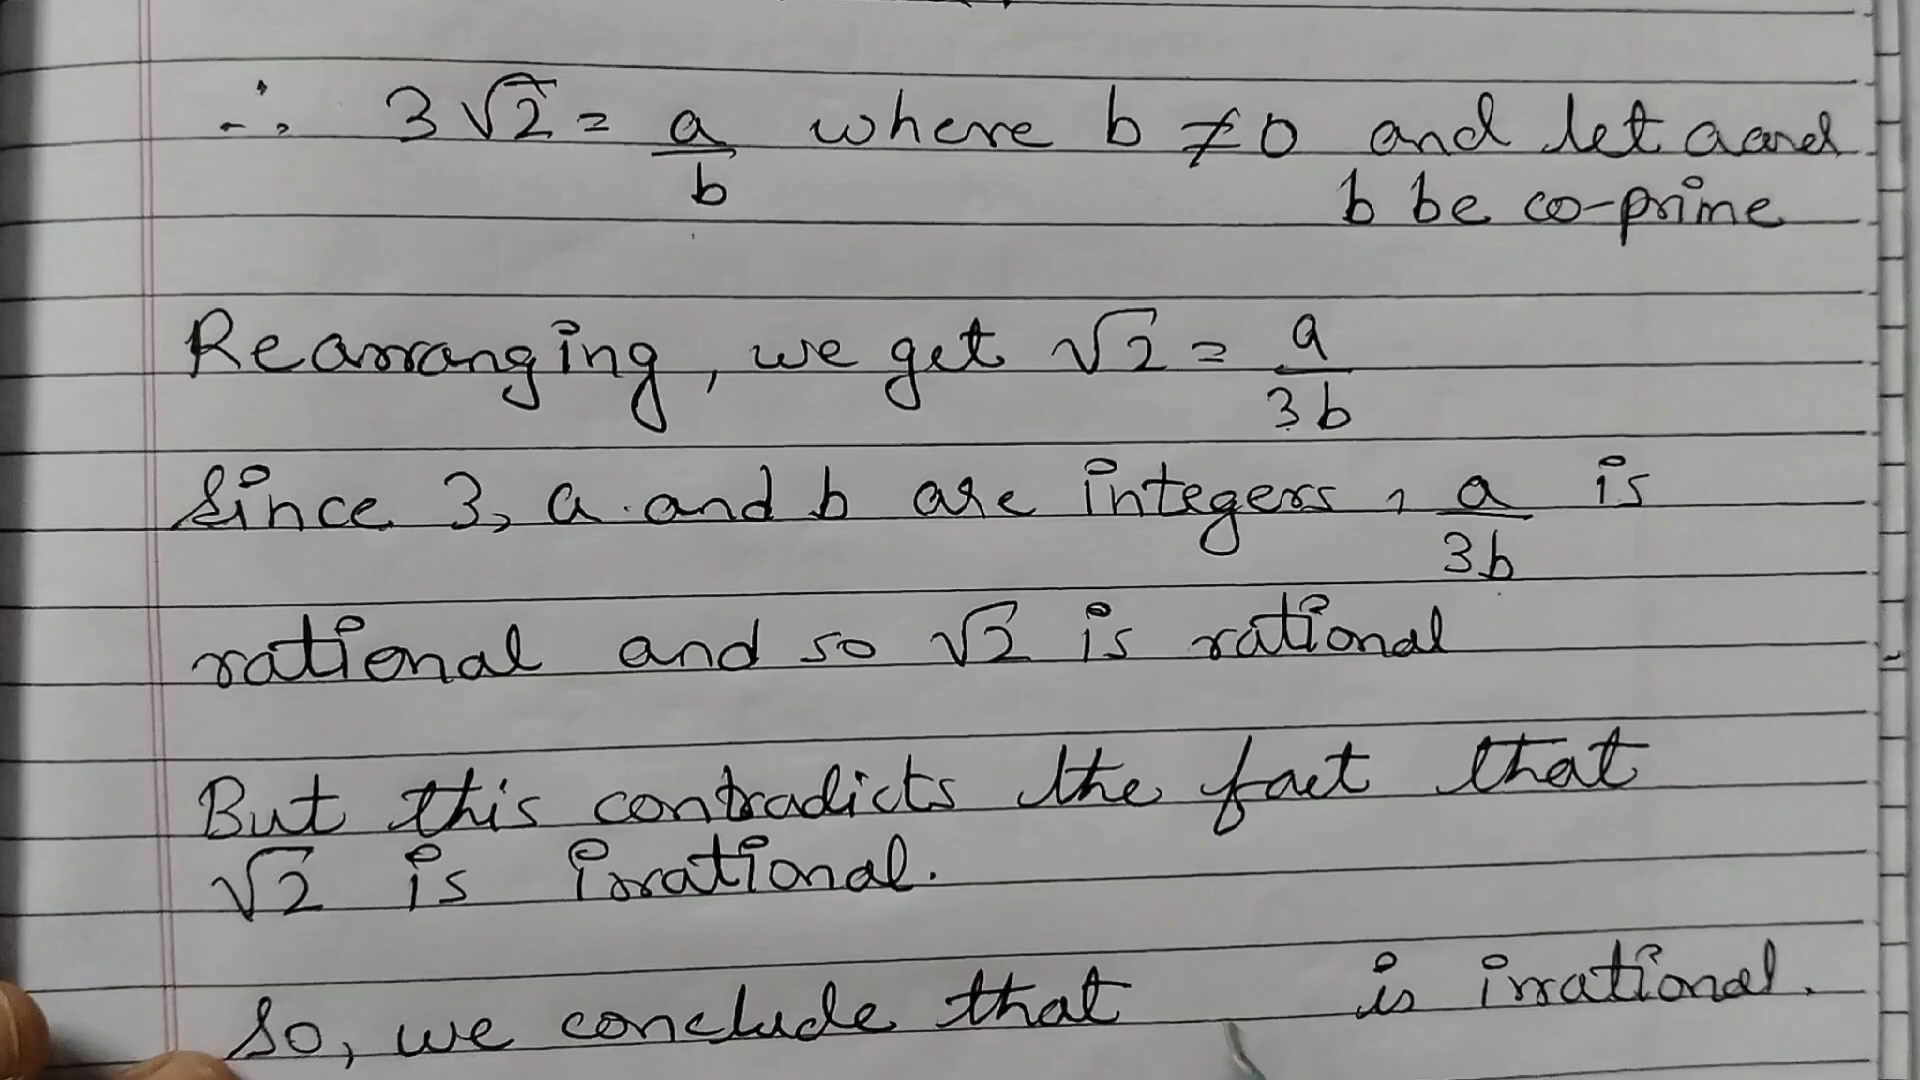 ∴ 3√2 = a/b where b ≠ 0 and let a and
b be co-prime
Rearranging, we get √2 = a/3b
Since 3, a and b are integers, a/3b is
rational and so √2 is rational
But this contradicts the fact that
√2 is irrational.
So, we conclude that is irrational.